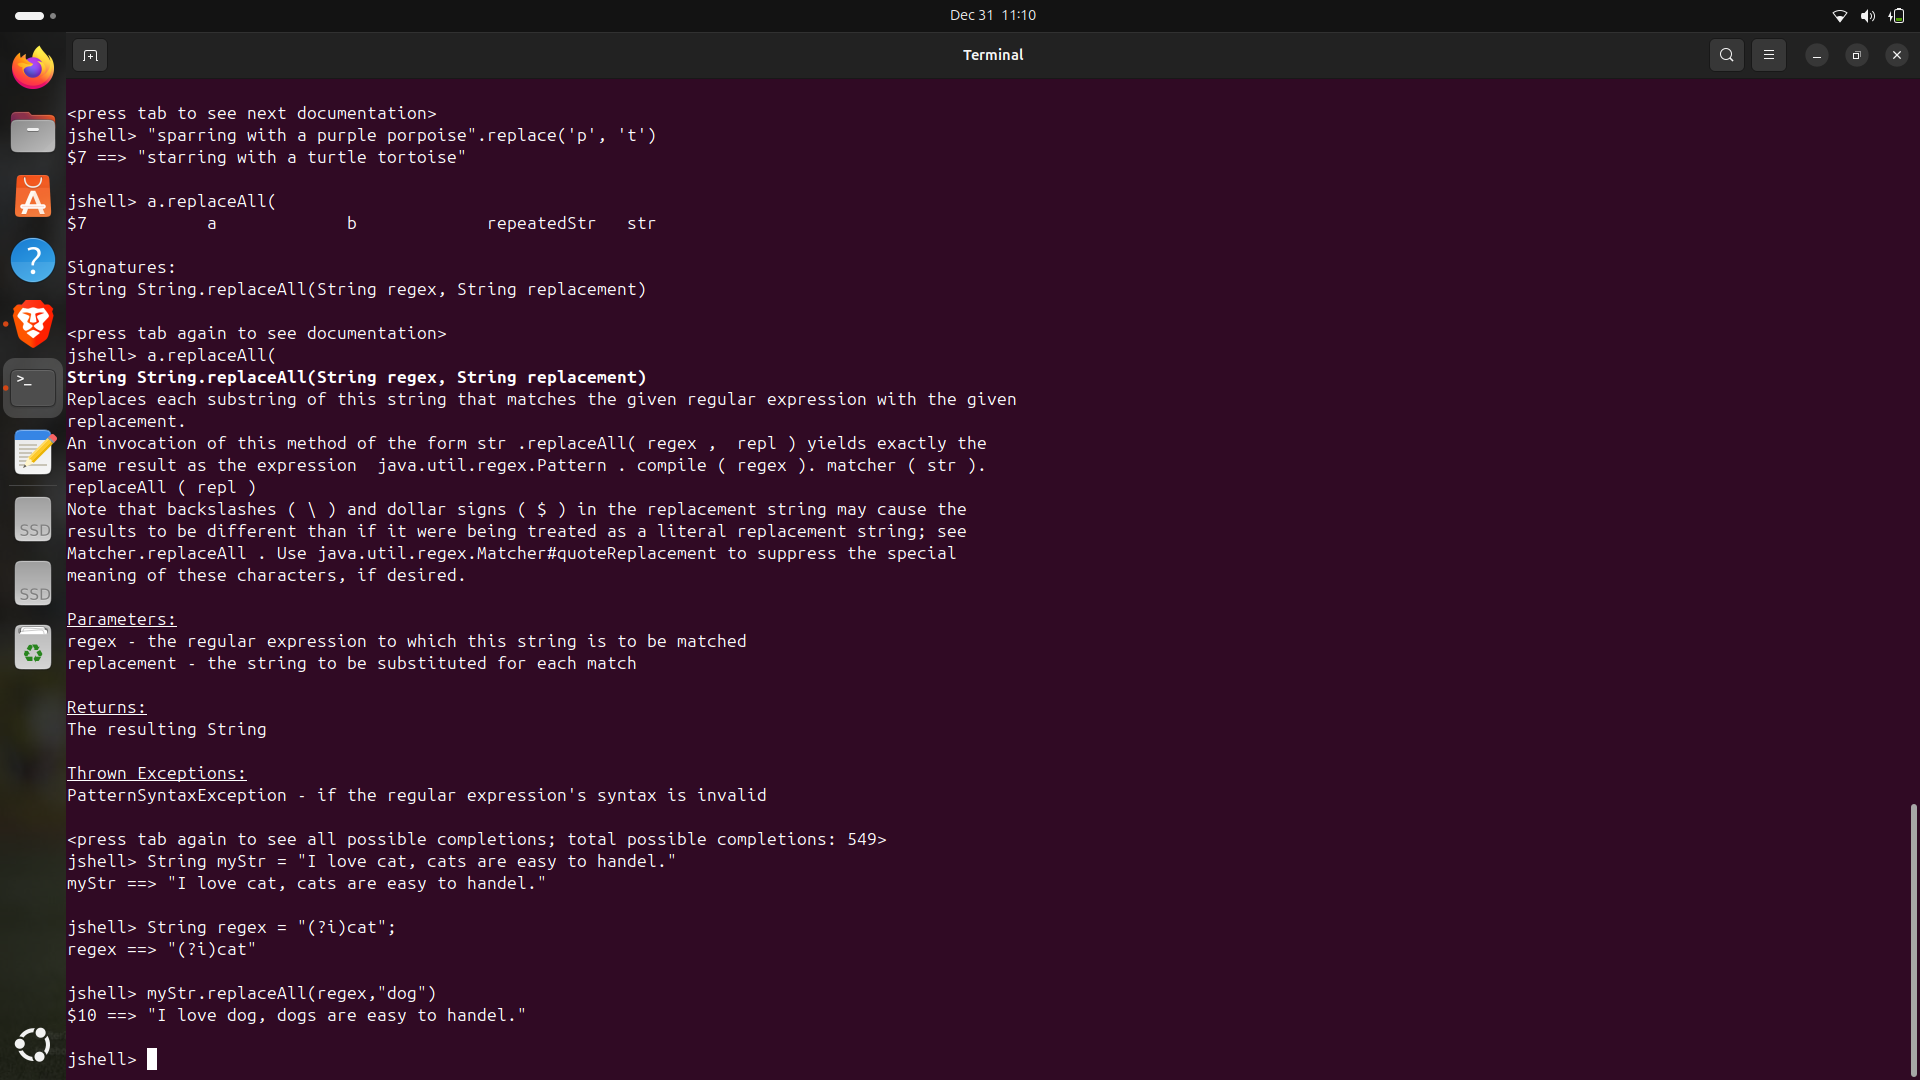 Dec 31 11:10
Terminal
<press tab to see next documentation>
jshell> "sparring with a purple porpoise".replace('p', 't')
$7 ==> "starring with a turtle tortoise"
jshell> a.replaceAll(
$7 a b repeatedStr str
Signatures:
String String.replaceAll(String regex, String replacement)
<press tab again to see documentation>
jshell> a.replaceAll(
String String.replaceAll(String regex, String replacement)
Replaces each substring of this string that matches the given regular expression with the given
replacement.
An invocation of this method of the form str .replaceAll( regex ,  repl ) yields exactly the
same result as the expression  java.util.regex.Pattern . compile ( regex ). matcher ( str ).
replaceAll ( repl )
Note that backslashes ( \ ) and dollar signs ( $ ) in the replacement string may cause the
results to be different than if it were being treated as a literal replacement string; see
Matcher.replaceAll . Use java.util.regex.Matcher#quoteReplacement to suppress the special
meaning of these characters, if desired.
Parameters:
regex - the regular expression to which this string is to be matched
replacement - the string to be substituted for each match
Returns:
The resulting String
Thrown Exceptions:
PatternSyntaxException - if the regular expression's syntax is invalid
<press tab again to see all possible completions; total possible completions: 549>
jshell> String myStr = "I love cat, cats are easy to handel."
myStr ==> "I love cat, cats are easy to handel."
jshell> String regex = "(?i)cat";
regex ==> "(?i)cat"
jshell> myStr.replaceAll(regex,"dog")
$10 ==> "I love dog, dogs are easy to handel."
jshell>
SSD
SSD